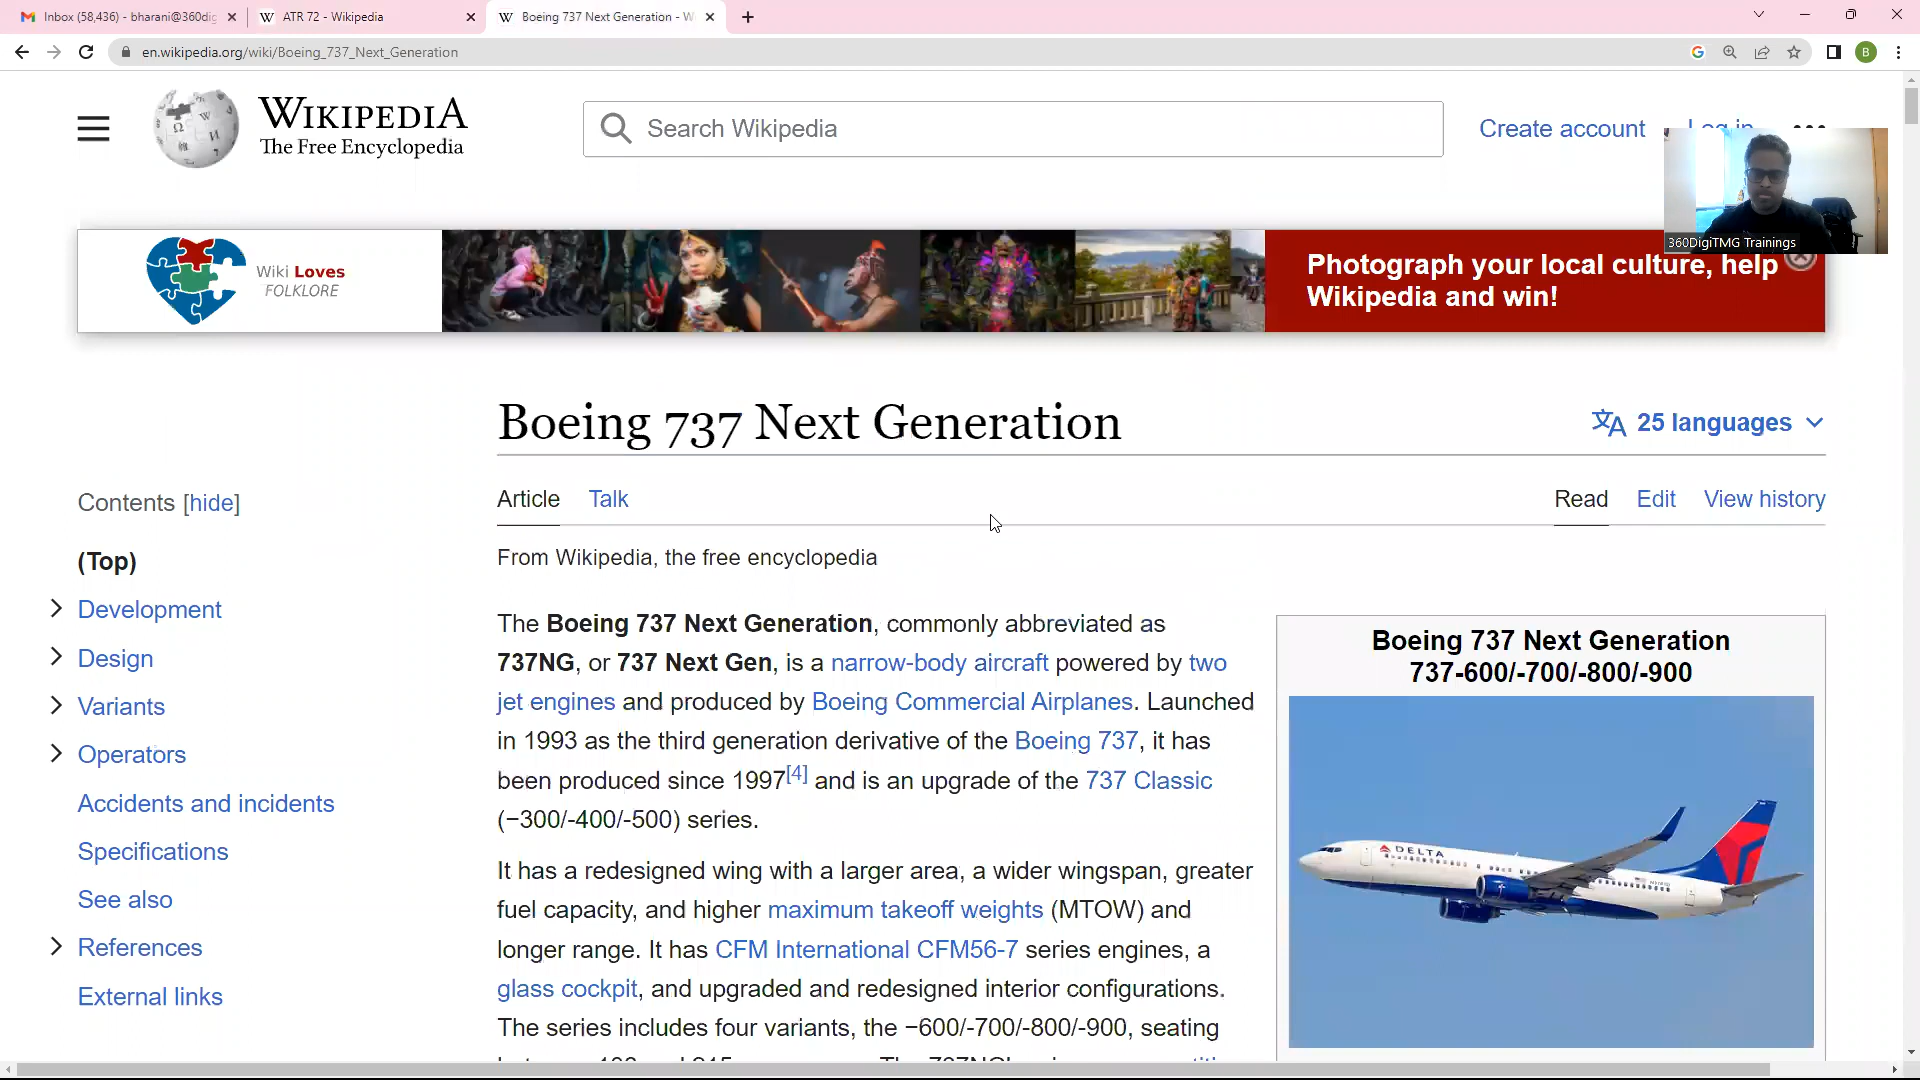 Inbox (58,436) - bharani@360dig
ATR 72 - Wikipedia
Boeing 737 Next Generation - W
en.wikipedia.org/wiki/Boeing_737_Next_Generation
B
WIKIPEDIA
The Free Encyclopedia
Search Wikipedia
Create account
Log in
360DigiTMG Trainings
Wiki Loves
FOLKLORE
Photograph your local culture, help
Wikipedia and win!
Boeing 737 Next Generation
25 languages
Contents [hide]
(Top)
Development
Design
Variants
Operators
Accidents and incidents
Specifications
See also
References
External links
Article Talk
Read Edit View history
From Wikipedia, the free encyclopedia
The Boeing 737 Next Generation, commonly abbreviated as
737NG, or 737 Next Gen, is a narrow-body aircraft powered by two
jet engines and produced by Boeing Commercial Airplanes. Launched
in 1993 as the third generation derivative of the Boeing 737, it has
been produced since 1997[4] and is an upgrade of the 737 Classic
(−300/-400/-500) series.
It has a redesigned wing with a larger area, a wider wingspan, greater
fuel capacity, and higher maximum takeoff weights (MTOW) and
longer range. It has CFM International CFM56-7 series engines, a
glass cockpit, and upgraded and redesigned interior configurations.
The series includes four variants, the −600/-700/-800/-900, seating
Boeing 737 Next Generation
737-600/-700/-800/-900
DELTA